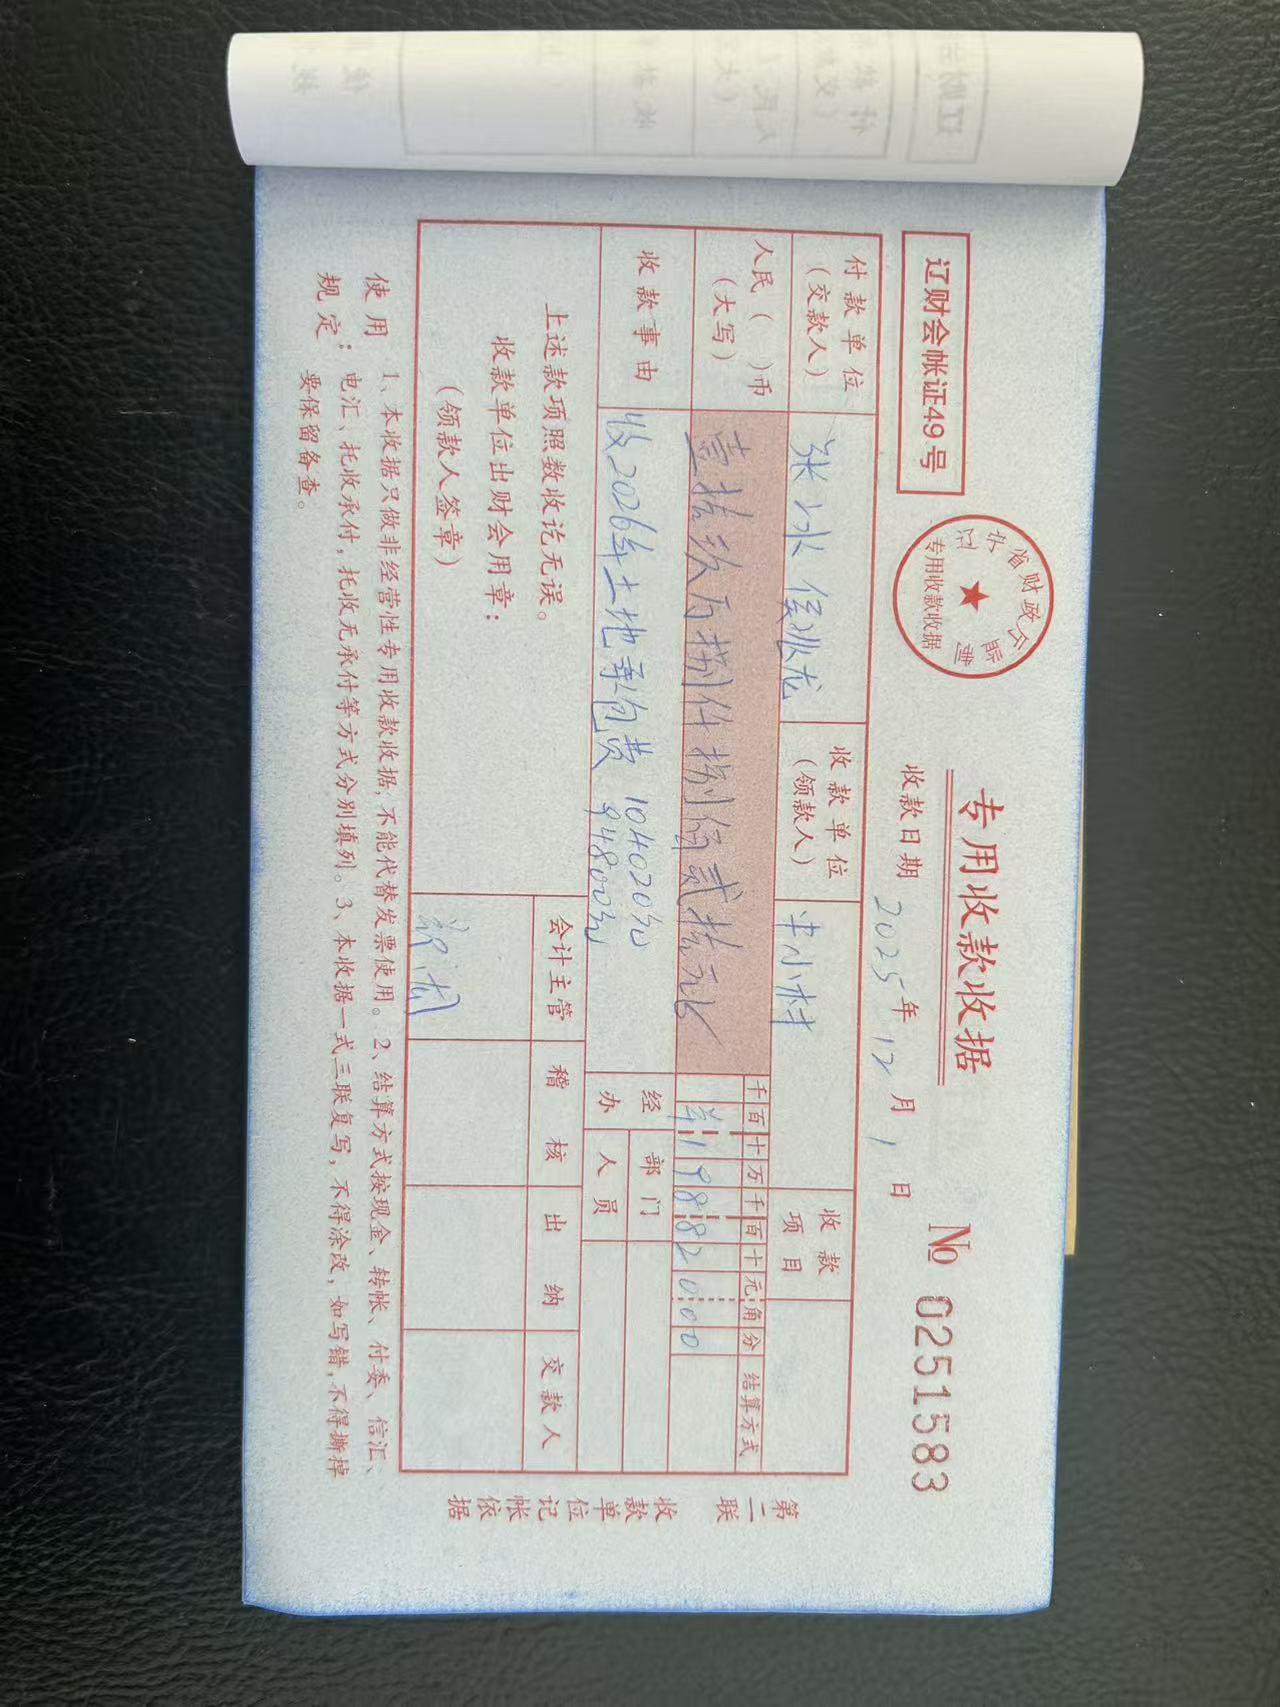 辽财会帐证49号
辽宁省财政厅监
专用收款收据
专用收款收据
№ 0251583
收款日期 2025年12月1日
付款单位
(交款人)
张冰 侯兆龙
收款单位
(领款人)
半小村
收款
项目
人民( )币
(大写)
壹拾玖万捌仟捌佰贰拾元
千百十万千百十元角分
¥19882000
结算方式
收款事由
收2026年土地承包费 104020元
94800元
经办
部门
人员
上述款项照数收讫无误。
收款单位出财会用章:
(领款人签章)
会计主管
稽核
出纳
交款人
第二联 收款单位记帐依据
使用规定:
1、本收据只做非经营性专用收款收据,不能代替发票使用。2、结算方式按现金、转帐、付委、信汇、
电汇、托收承付,托收无承付等方式分别填列。3、本收据一式三联复写,不得涂改,如写错,不得撕掉
要保留备查。